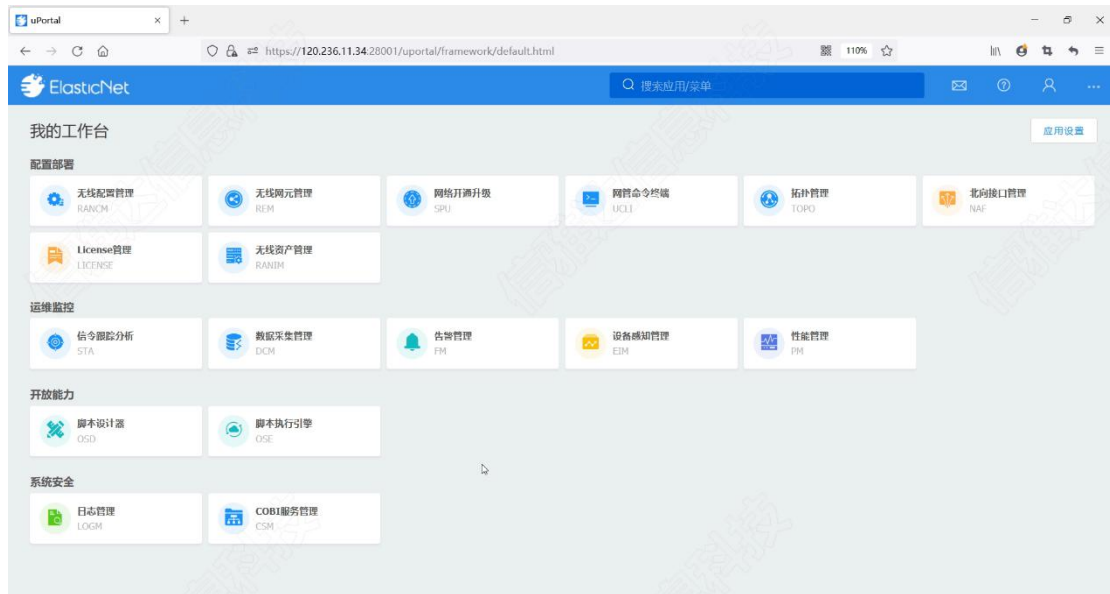 uPortal
https://120.236.11.34:28001/uportal/framework/default.html
110%
ElasticNet
搜索应用/菜单
我的工作台
应用设置
配置部署
无线配置管理 无线网元管理 网络开通升级 网管命令终端 拓扑管理 北向接口管理
RANCM REM SPU UCLI TOPO NAF
License管理 无线资产管理
LICENSE RANIM
运维监控
信令跟踪分析 数据采集管理 告警管理 设备感知管理 性能管理
STA DCM FM EIM PM
开放能力
脚本设计器 脚本执行引擎
OSD OSE
系统安全
日志管理 COBI服务管理
LOGM CSM